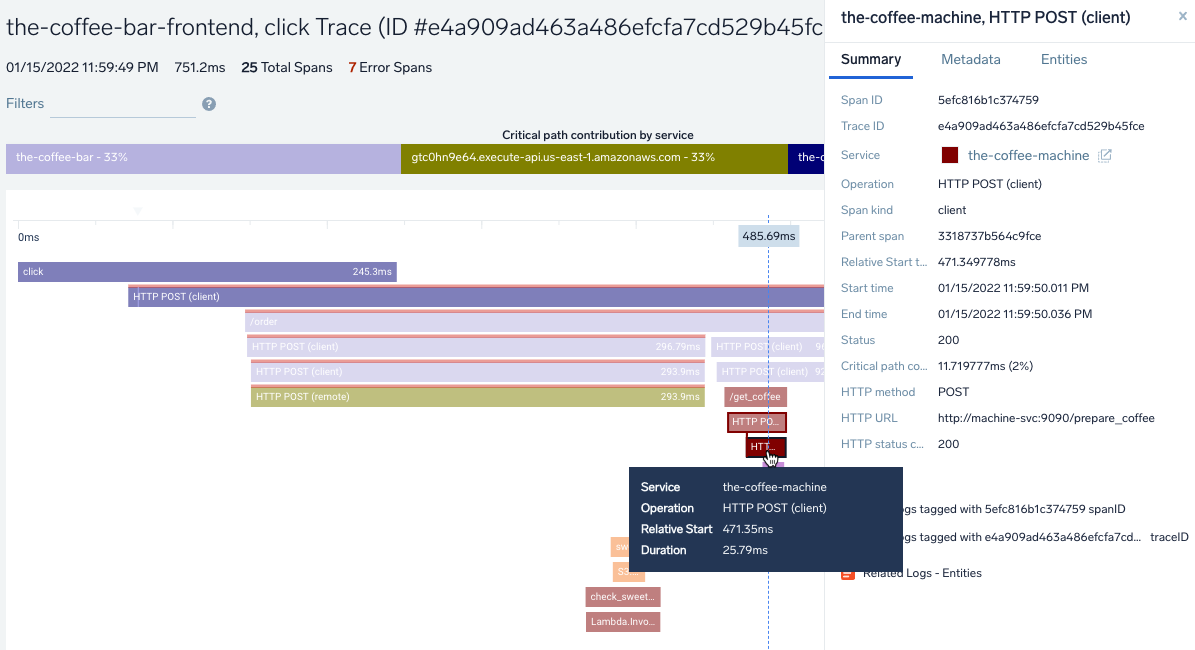 the-coffee-bar-frontend, click Trace (ID #e4a909ad463a486efcfa7cd529b45fc
01/15/2022 11:59:49 PM 751.2ms 25 Total Spans 7 Error Spans
Filters ?
Critical path contribution by service
the-coffee-bar - 33% gtc0hn9e64.execute-api.us-east-1.amazonaws.com - 33% the-c
0ms 485.69ms
click 245.3ms
HTTP POST (client)
/order
HTTP POST (client) 296.79ms HTTP POST (client) 96
HTTP POST (client) 293.9ms HTTP POST (client) 92
HTTP POST (remote) 293.9ms /get_coffee
HTTP PO...
HTT...
Service the-coffee-machine
Operation HTTP POST (client)
Relative Start 471.35ms
Duration 25.79ms
sw
S3....
check_sweet...
Lambda.Invo...
the-coffee-machine, HTTP POST (client)
Summary Metadata Entities
Span ID 5efc816b1c374759
Trace ID e4a909ad463a486efcfa7cd529b45fce
Service the-coffee-machine
Operation HTTP POST (client)
Span kind client
Parent span 3318737b564c9fce
Relative Start t... 471.349778ms
Start time 01/15/2022 11:59:50.011 PM
End time 01/15/2022 11:59:50.036 PM
Status 200
Critical path co... 11.719777ms (2%)
HTTP method POST
HTTP URL http://machine-svc:9090/prepare_coffee
HTTP status c... 200
ogs tagged with 5efc816b1c374759 spanID
ogs tagged with e4a909ad463a486efcfa7cd... traceID
Related Logs - Entities